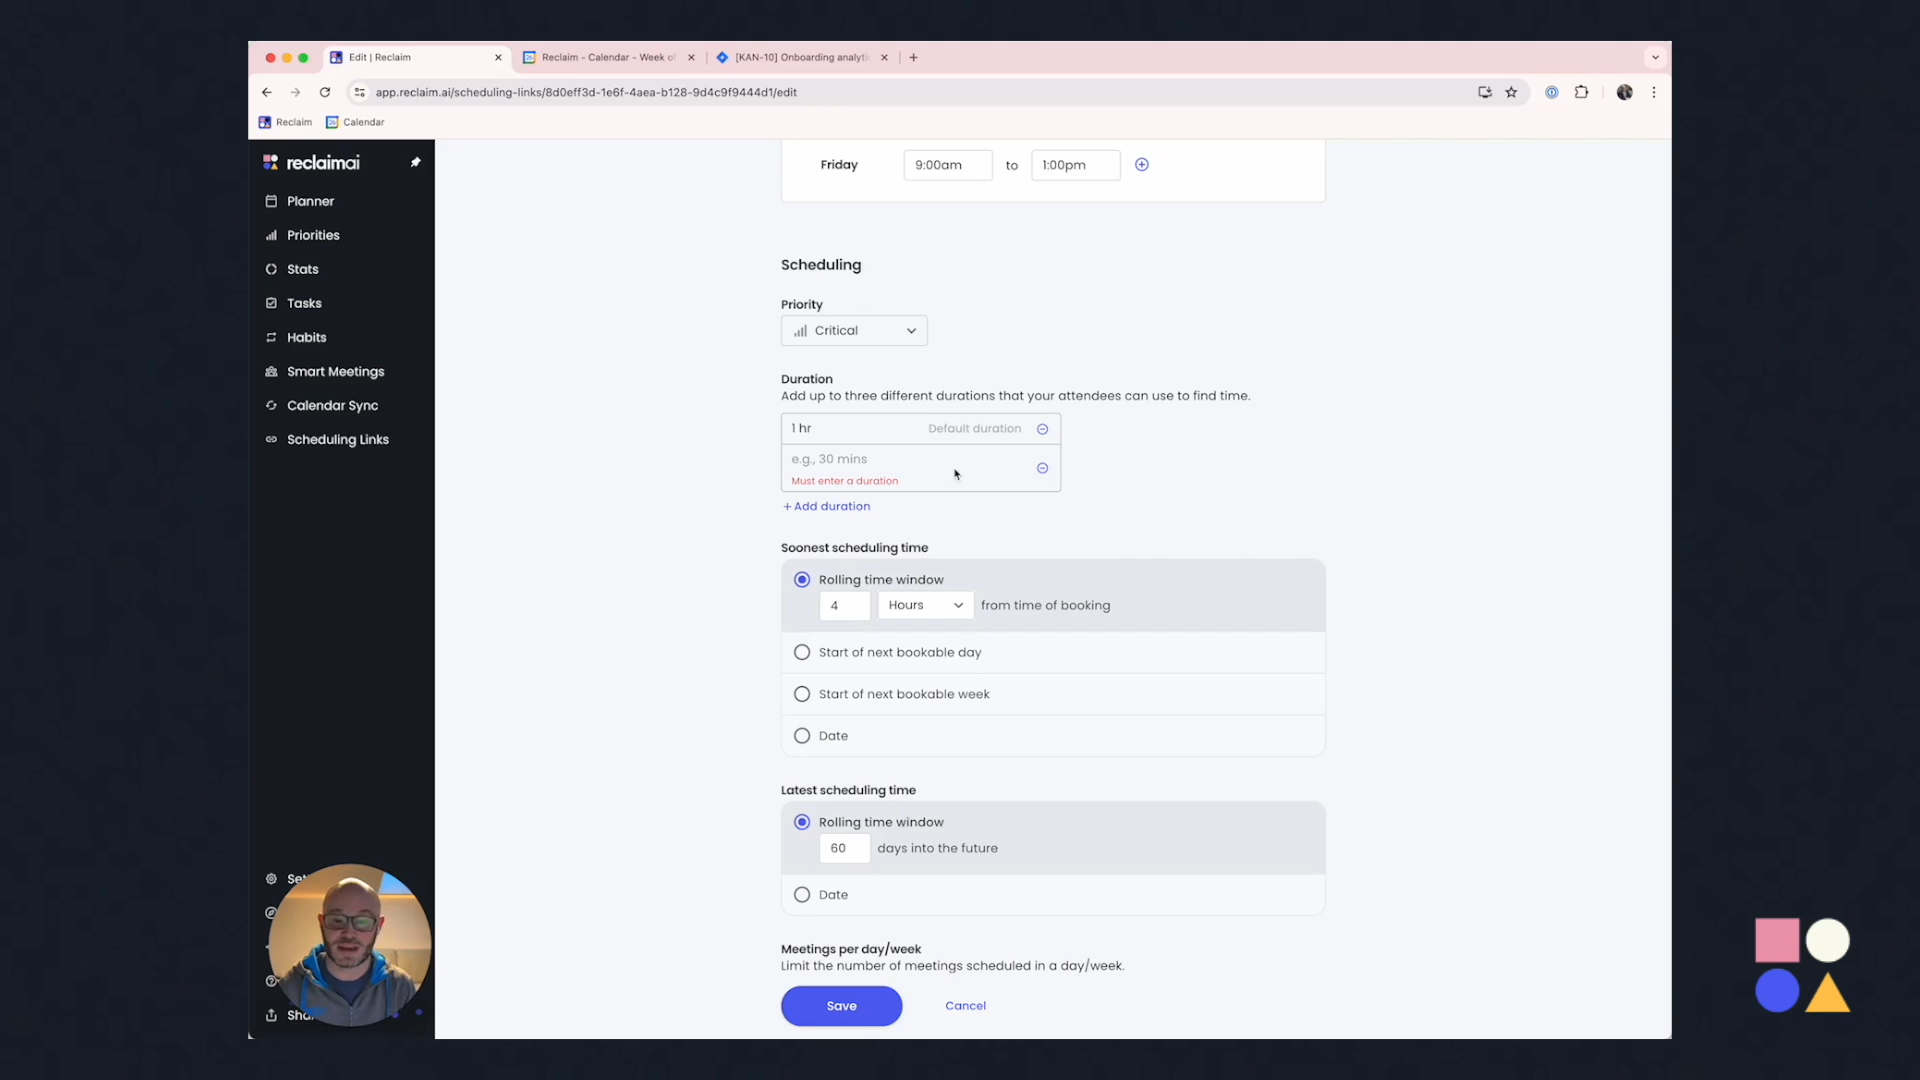 Edit | Reclaim
Reclaim - Calendar - Week of
[KAN-10] Onboarding analyti
app.reclaim.ai/scheduling-links/8d0eff3d-1e6f-4aea-b128-9d4c9f9444d1/edit
Reclaim
Calendar
reclaimai
Planner
Priorities
Stats
Tasks
Habits
Smart Meetings
Calendar Sync
Scheduling Links
Friday
9:00am
to
1:00pm
Scheduling
Priority
Critical
Duration
Add up to three different durations that your attendees can use to find time.
1 hr
Default duration
e.g., 30 mins
Must enter a duration
+ Add duration
Soonest scheduling time
Rolling time window
4
Hours
from time of booking
Start of next bookable day
Start of next bookable week
Date
Latest scheduling time
Rolling time window
60
days into the future
Date
Meetings per day/week
Limit the number of meetings scheduled in a day/week.
Save
Cancel